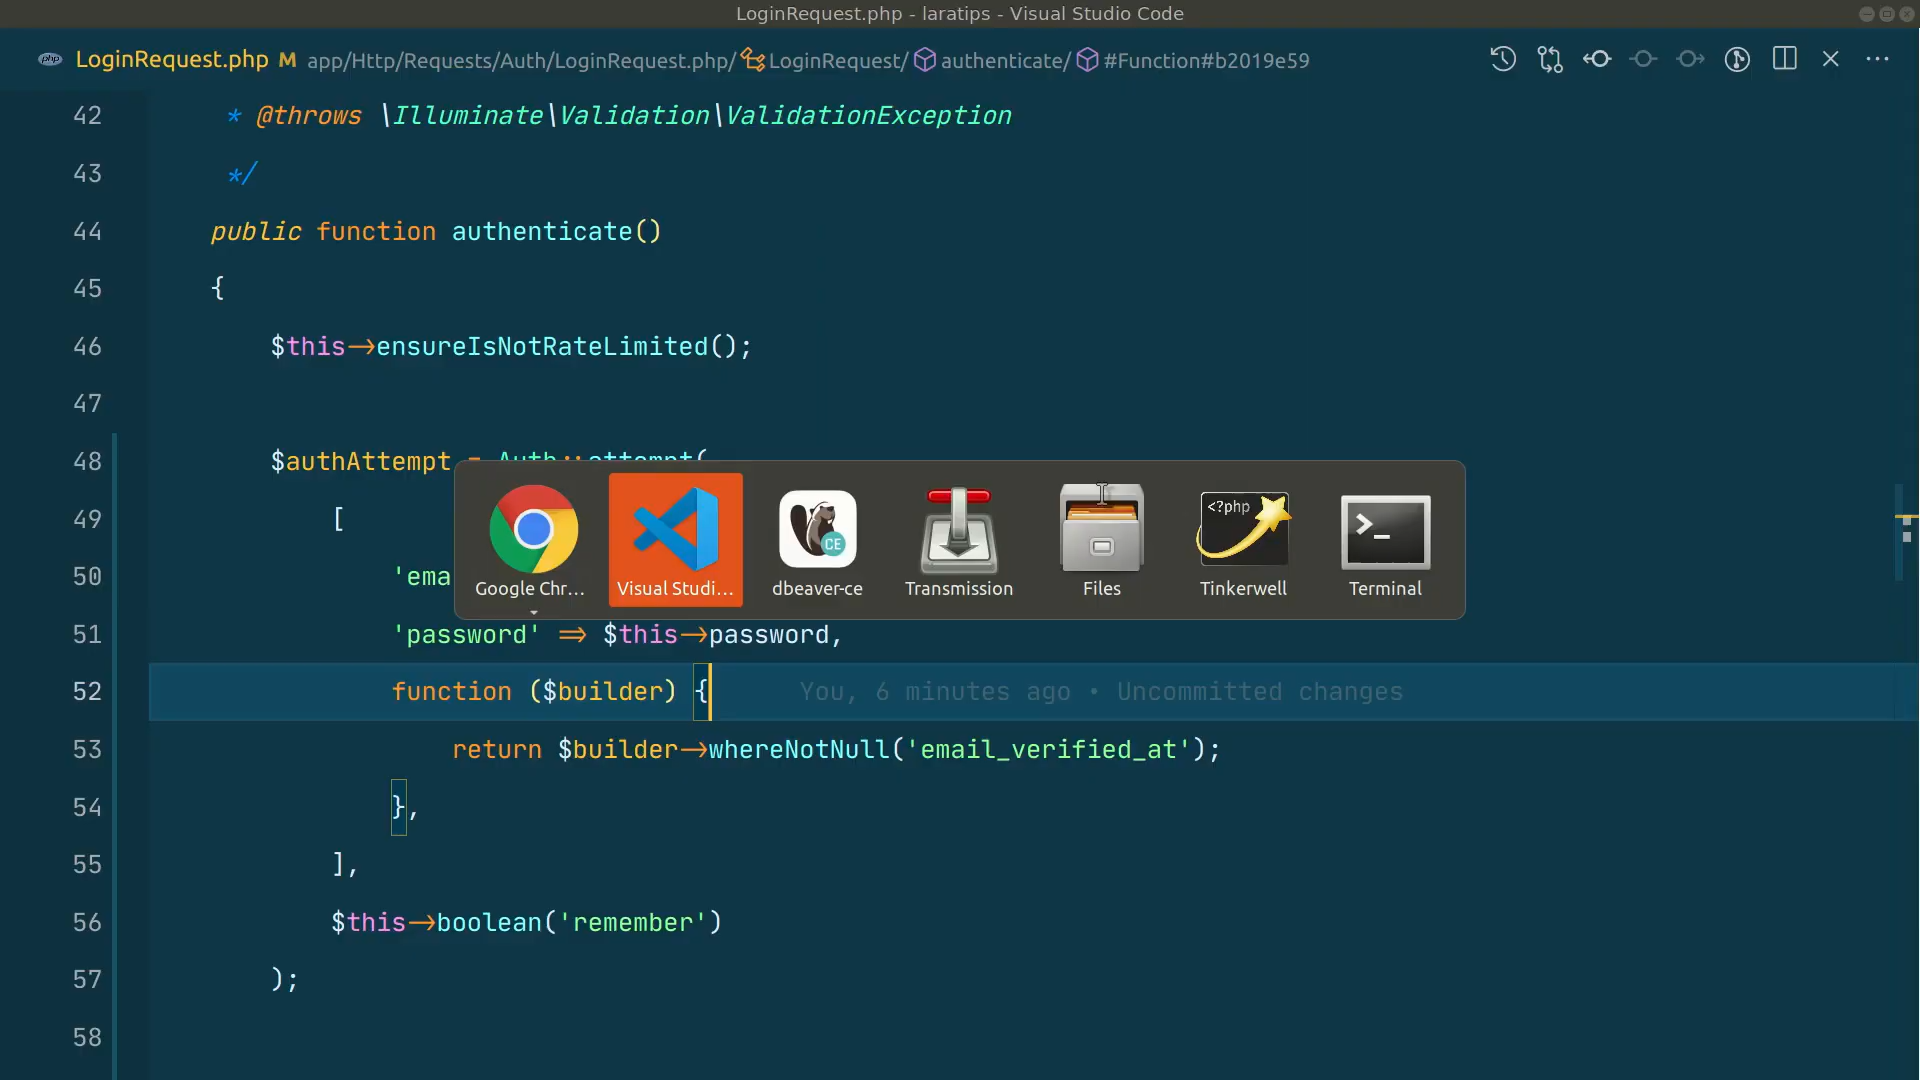 LoginRequest.php - laratips - Visual Studio Code
php LoginRequest.php M app/Http/Requests/Auth/LoginRequest.php/ LoginRequest/ authenticate/ #Function#b2019e59
42 * @throws \Illuminate\Validation\ValidationException
43 */
44 public function authenticate()
45 {
46 $this->ensureIsNotRateLimited();
47
48 $authAttempt = Auth::attempt(
49 [
50 'ema
<?php
CE
Google Chr... Visual Studi... dbeaver-ce Transmission Files Tinkerwell Terminal
51 'password' => $this->password,
52 function ($builder) { You, 6 minutes ago • Uncommitted changes
53 return $builder->whereNotNull('email_verified_at');
54 },
55 ],
56 $this->boolean('remember')
57 );
58